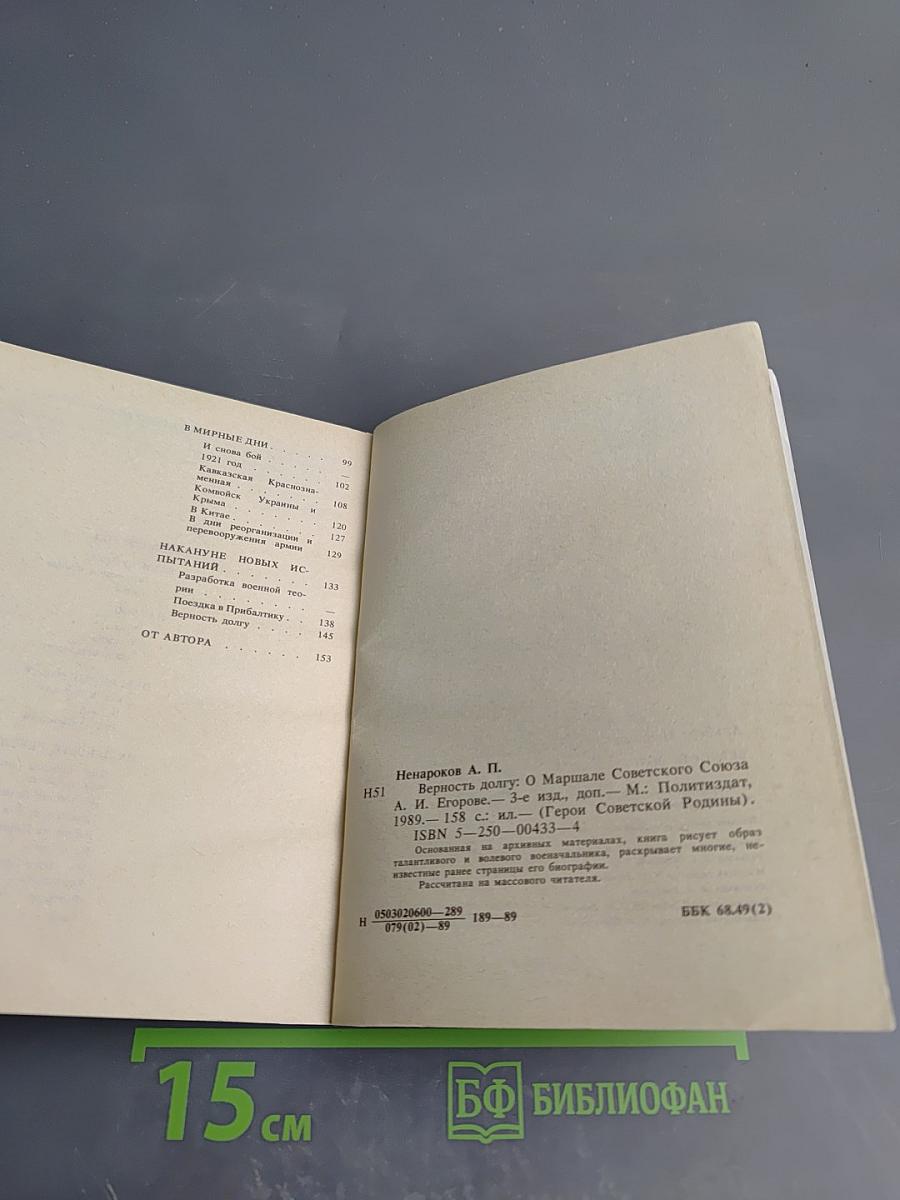 В МИРНЫЕ ДНИ . . . . . 99
И снова бой . . . . . —
1921 год . . . . . . 102
Кавказская Краснозна-
менная . . . . . . 108
Комвойск Украины и
Крыма . . . . . . . 120
В Китае . . . . . . . 127
В дни реорганизации и
перевооружения армии 129
НАКАНУНЕ НОВЫХ ИС-
ПЫТАНИЙ . . . . . . . 133
Разработка военной тео-
рии . . . . . . . . —
Поездка в Прибалтику . . 138
Верность долгу . . . . 145
ОТ АВТОРА . . . . . . 153
Ненароков А. П.
Н51 Верность долгу: О Маршале Советского Союза
А. И. Егорове.— 3-е изд., доп.— М.: Политиздат,
1989.— 158 с.: ил.— (Герои Советской Родины).
ISBN 5—250—00433—4
Основанная на архивных материалах, книга рисует образ
талантливого и волевого военачальника, раскрывает многие, не-
известные ранее страницы его биографии.
Рассчитана на массового читателя.
Н 0503020600—289
079(02)—89 189—89 ББК 68.49(2)
15 см БФ БИБЛИОФАН